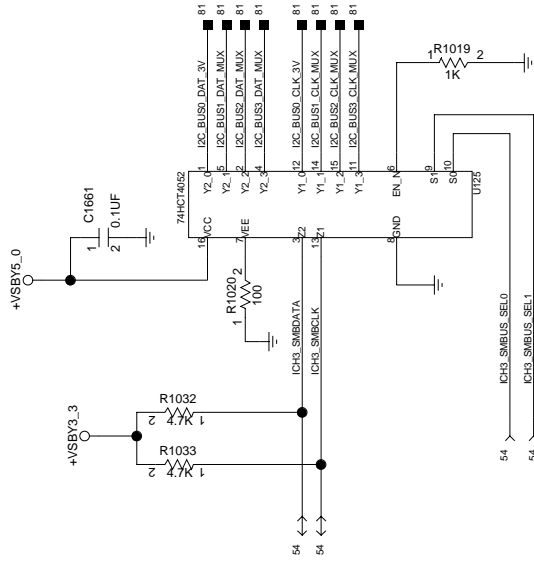 81
81
81
81
81
81
81
81
I2C_BUS0_DAT_3V
I2C_BUS1_DAT_MUX
I2C_BUS2_DAT_MUX
I2C_BUS3_DAT_MUX
I2C_BUS0_CLK_3V
I2C_BUS1_CLK_MUX
I2C_BUS2_CLK_MUX
I2C_BUS3_CLK_MUX
R1019
1
2
1K
1
5
2
4
12
14
15
11
6
9
10
74HCT4052
Y2_0
Y2_1
Y2_2
Y2_3
Y1_0
Y1_1
Y1_2
Y1_3
EN_N
S1
S0
U125
VCC
VEE
Z2
Z1
GND
16
7
3
13
8
C1661
0.1UF
1
2
+VSBY5_0
R1020
100
1
2
ICH3_SMBDATA
ICH3_SMBCLK
+VSBY3_3
R1032
4.7K
2
1
R1033
4.7K
2
1
54
54
ICH3_SMBUS_SEL0
ICH3_SMBUS_SEL1
54
54